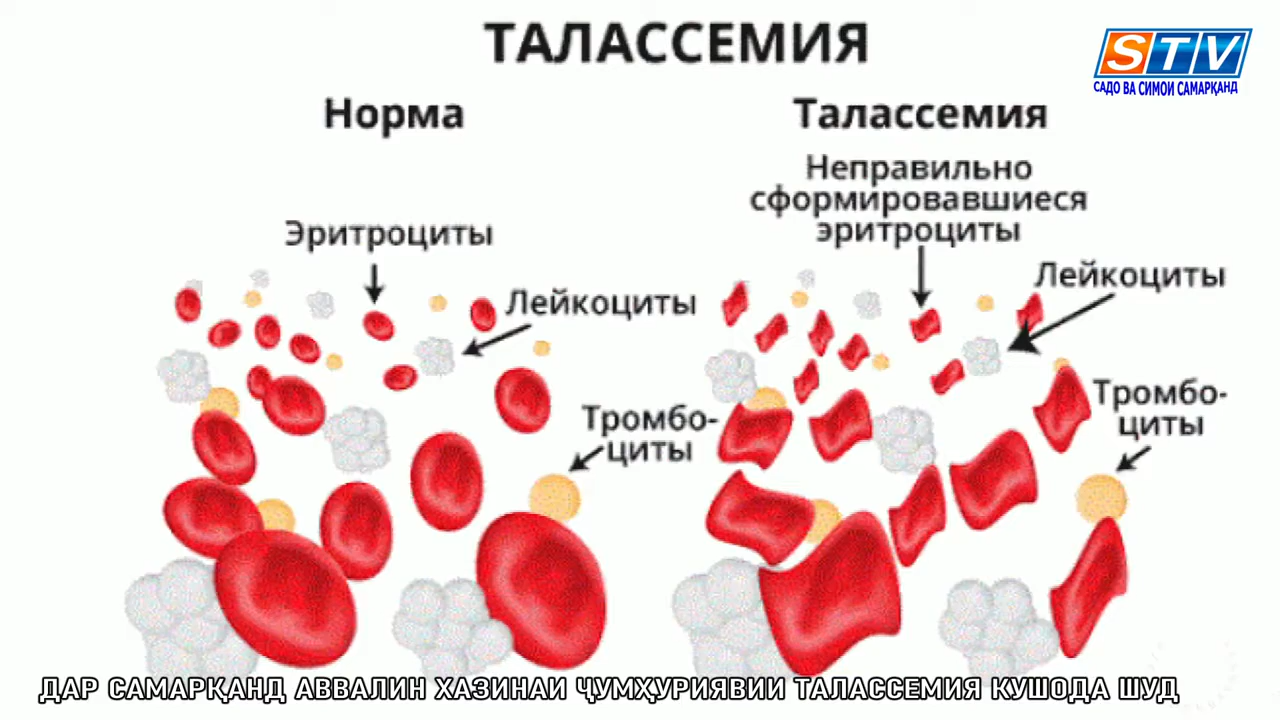 ТАЛАССЕМИЯ
STV
САДО ВА СИМОИ САМАРҚАНД
Норма
Эритроциты
Лейкоциты
Тромбо-
циты
Талассемия
Неправильно
сформировавшиеся
эритроциты
Лейкоциты
Тромбо-
циты
ДАР САМАРҚАНД АВВАЛИН ХАЗИНАИ ҶУМҲУРИЯВИИ ТАЛАССЕМИЯ КУШОДА ШУД